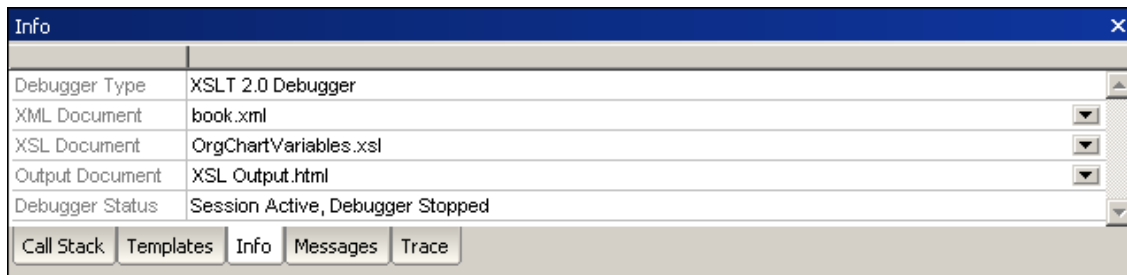 Info
Debugger Type XSLT 2.0 Debugger
XML Document book.xml
XSL Document OrgChartVariables.xsl
Output Document XSL Output.html
Debugger Status Session Active, Debugger Stopped
Call Stack Templates Info Messages Trace